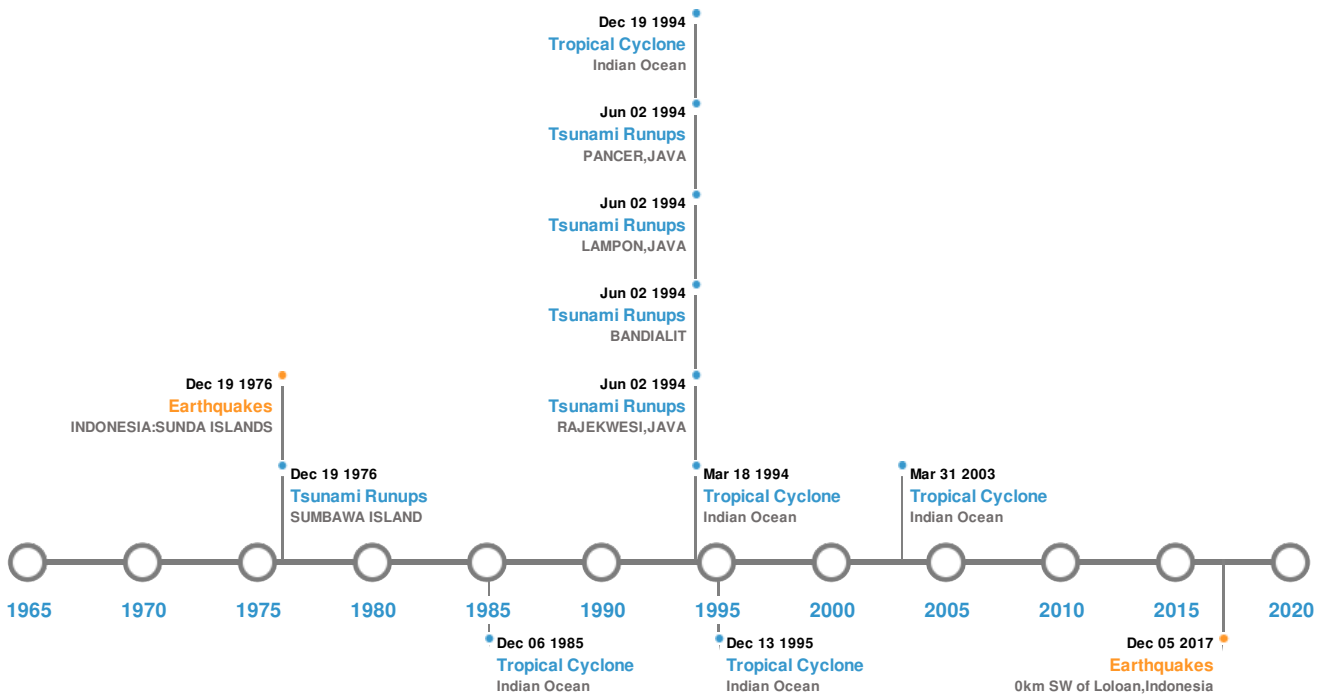 Dec 19 1994
Tropical Cyclone
Indian Ocean
Jun 02 1994
Tsunami Runups
PANCER,JAVA
Jun 02 1994
Tsunami Runups
LAMPON,JAVA
Jun 02 1994
Tsunami Runups
BANDIALIT
Dec 19 1976
Earthquakes
INDONESIA:SUNDA ISLANDS
Jun 02 1994
Tsunami Runups
RAJEKWESI,JAVA
Dec 19 1976
Tsunami Runups
SUMBAWA ISLAND
Mar 18 1994
Tropical Cyclone
Indian Ocean
Mar 31 2003
Tropical Cyclone
Indian Ocean
1965 1970 1975 1980 1985 1990 1995 2000 2005 2010 2015 2020
Dec 06 1985
Tropical Cyclone
Indian Ocean
Dec 13 1995
Tropical Cyclone
Indian Ocean
Dec 05 2017
Earthquakes
0km SW of Loloan,Indonesia